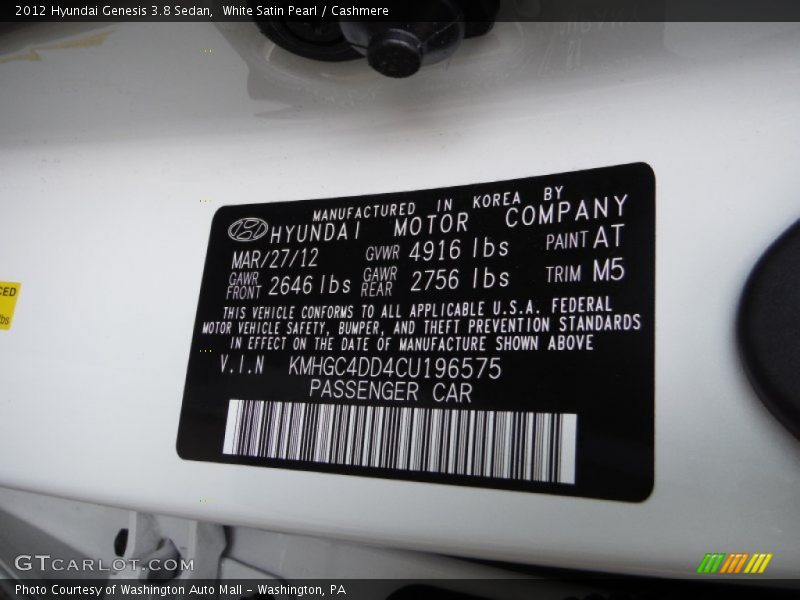 2012 Hyundai Genesis 3.8 Sedan, White Satin Pearl / Cashmere
MANUFACTURED IN KOREA BY
HYUNDAI MOTOR COMPANY
MAR/27/12 GVWR 4916 lbs PAINT AT
GAWR FRONT 2646 lbs GAWR REAR 2756 lbs TRIM M5
THIS VEHICLE CONFORMS TO ALL APPLICABLE U.S.A. FEDERAL
MOTOR VEHICLE SAFETY, BUMPER, AND THEFT PREVENTION STANDARDS
IN EFFECT ON THE DATE OF MANUFACTURE SHOWN ABOVE
V.I.N KMHGC4DD4CU196575
PASSENGER CAR
GTCARLOT.COM
Photo Courtesy of Washington Auto Mall - Washington, PA